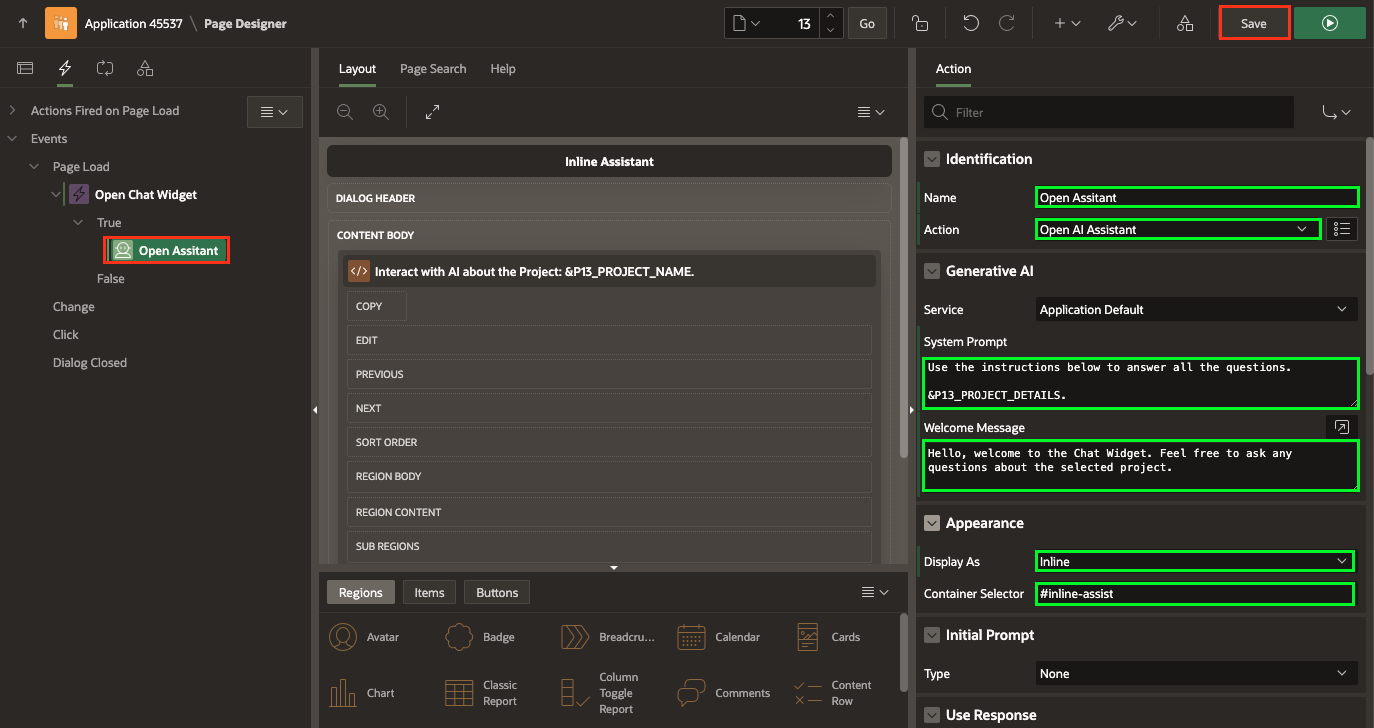 Application 45537 \ Page Designer
13
Go
Save
Actions Fired on Page Load
Events
Page Load
Open Chat Widget
True
Open Assitant
False
Change
Click
Dialog Closed
Layout
Page Search
Help
Inline Assistant
DIALOG HEADER
CONTENT BODY
Interact with AI about the Project: &P13_PROJECT_NAME.
COPY
EDIT
PREVIOUS
NEXT
SORT ORDER
REGION BODY
REGION CONTENT
SUB REGIONS
Regions
Items
Buttons
Avatar
Badge
Breadcru...
Calendar
Cards
Chart
Classic
Report
Column
Toggle
Report
Comments
Content
Row
Action
Filter
Identification
Name
Open Assitant
Action
Open AI Assistant
Generative AI
Service
Application Default
System Prompt
Use the instructions below to answer all the questions.
&P13_PROJECT_DETAILS.
Welcome Message
Hello, welcome to the Chat Widget. Feel free to ask any
questions about the selected project.
Appearance
Display As
Inline
Container Selector
#inline-assist
Initial Prompt
Type
None
Use Response